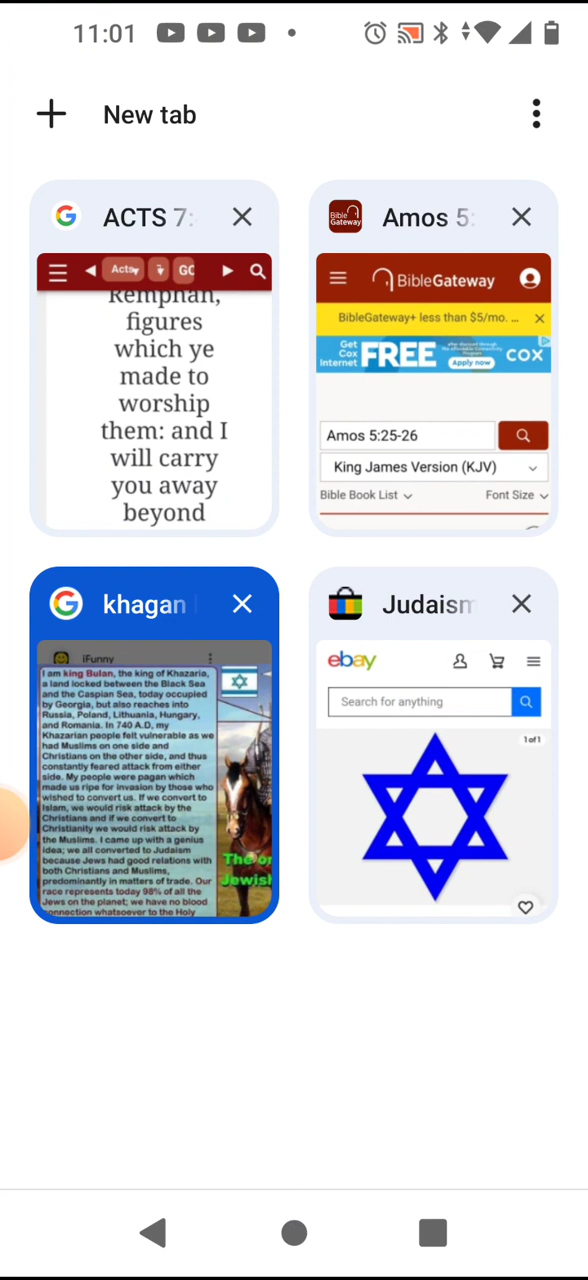 11:01
New tab
ACTS 7:
Amos 5:
Acts
GO
Remphan,
figures
which ye
made to
worship
them: and I
will carry
you away
beyond
Bible
Gateway
BibleGateway
BibleGateway+ less than $5/mo. ...
Get
Cox
Internet
FREE
Apply now
COX
Amos 5:25-26
King James Version (KJV)
Bible Book List
Font Size
khagan
Judaism
iFunny
I am king Bulan, the king of Khazaria,
a land locked between the Black Sea
and the Caspian Sea, today occupied
by Georgia, but also reaches into
Russia, Poland, Lithuania, Hungary,
and Romania. In 740 A.D, my
Khazarian people felt vulnerable as we
had Muslims on one side and
Christians on the other side, and thus
constantly feared attack from either
side. My people were pagan which
made us ripe for invasion by those who
wished to convert us. If we convert to
Islam, we would risk attack by the
Christians and if we convert to
Christianity we would risk attack by
the Muslims. I came up with a genius
idea; we all converted to Judaism
because Jews had good relations with
both Christians and Muslims,
predominantly in matters of trade. Our
race represents today 98% of all the
Jews on the planet; we have no blood
connection whatsoever to the Holy
The or
Jewish
ebay
Search for anything
1 of 1